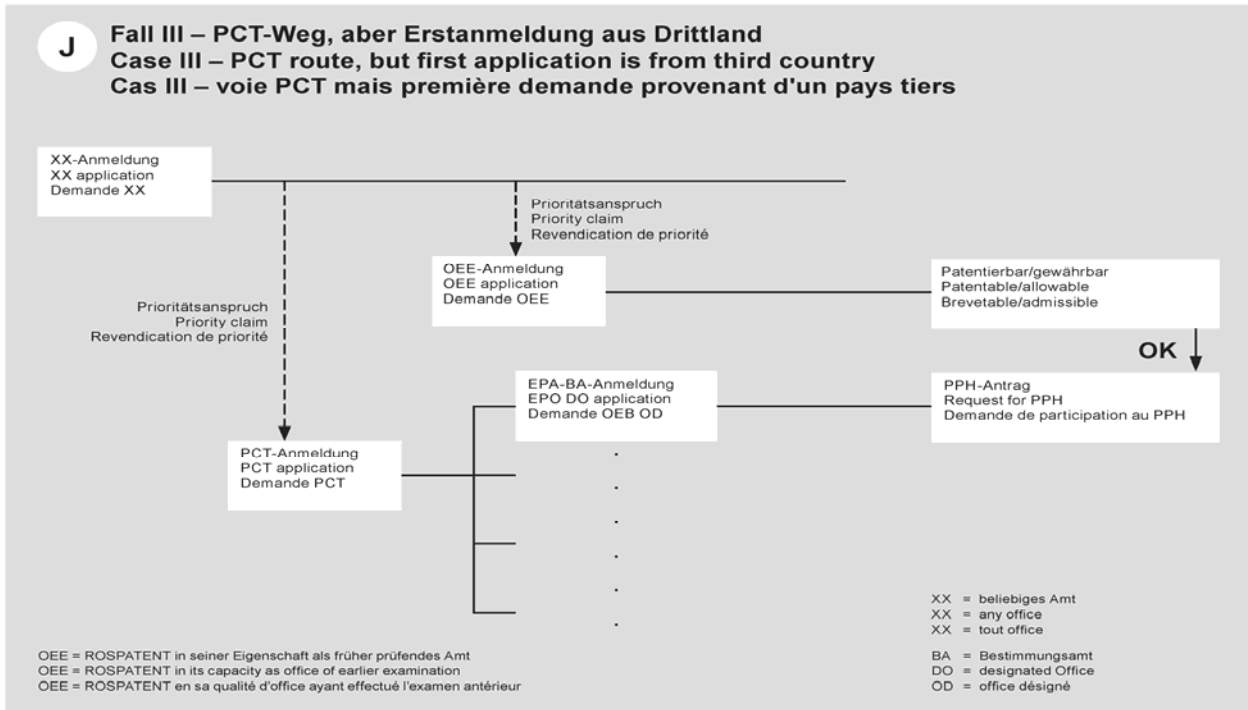 J
Fall III – PCT-Weg, aber Erstanmeldung aus Drittland
Case III – PCT route, but first application is from third country
Cas III – voie PCT mais première demande provenant d'un pays tiers
XX-Anmeldung
XX application
Demande XX
Prioritätsanspruch
Priority claim
Revendication de priorité
OEE-Anmeldung
OEE application
Demande OEE
Patentierbar/gewährbar
Patentable/allowable
Brevetable/admissible
Prioritätsanspruch
Priority claim
Revendication de priorité
OK
EPA-BA-Anmeldung
EPO DO application
Demande OEB OD
PPH-Antrag
Request for PPH
Demande de participation au PPH
PCT-Anmeldung
PCT application
Demande PCT
XX = beliebiges Amt
XX = any office
XX = tout office
BA = Bestimmungsamt
DO = designated Office
OD = office désigné
OEE = ROSPATENT in seiner Eigenschaft als früher prüfendes Amt
OEE = ROSPATENT in its capacity as office of earlier examination
OEE = ROSPATENT en sa qualité d'office ayant effectué l'examen antérieur